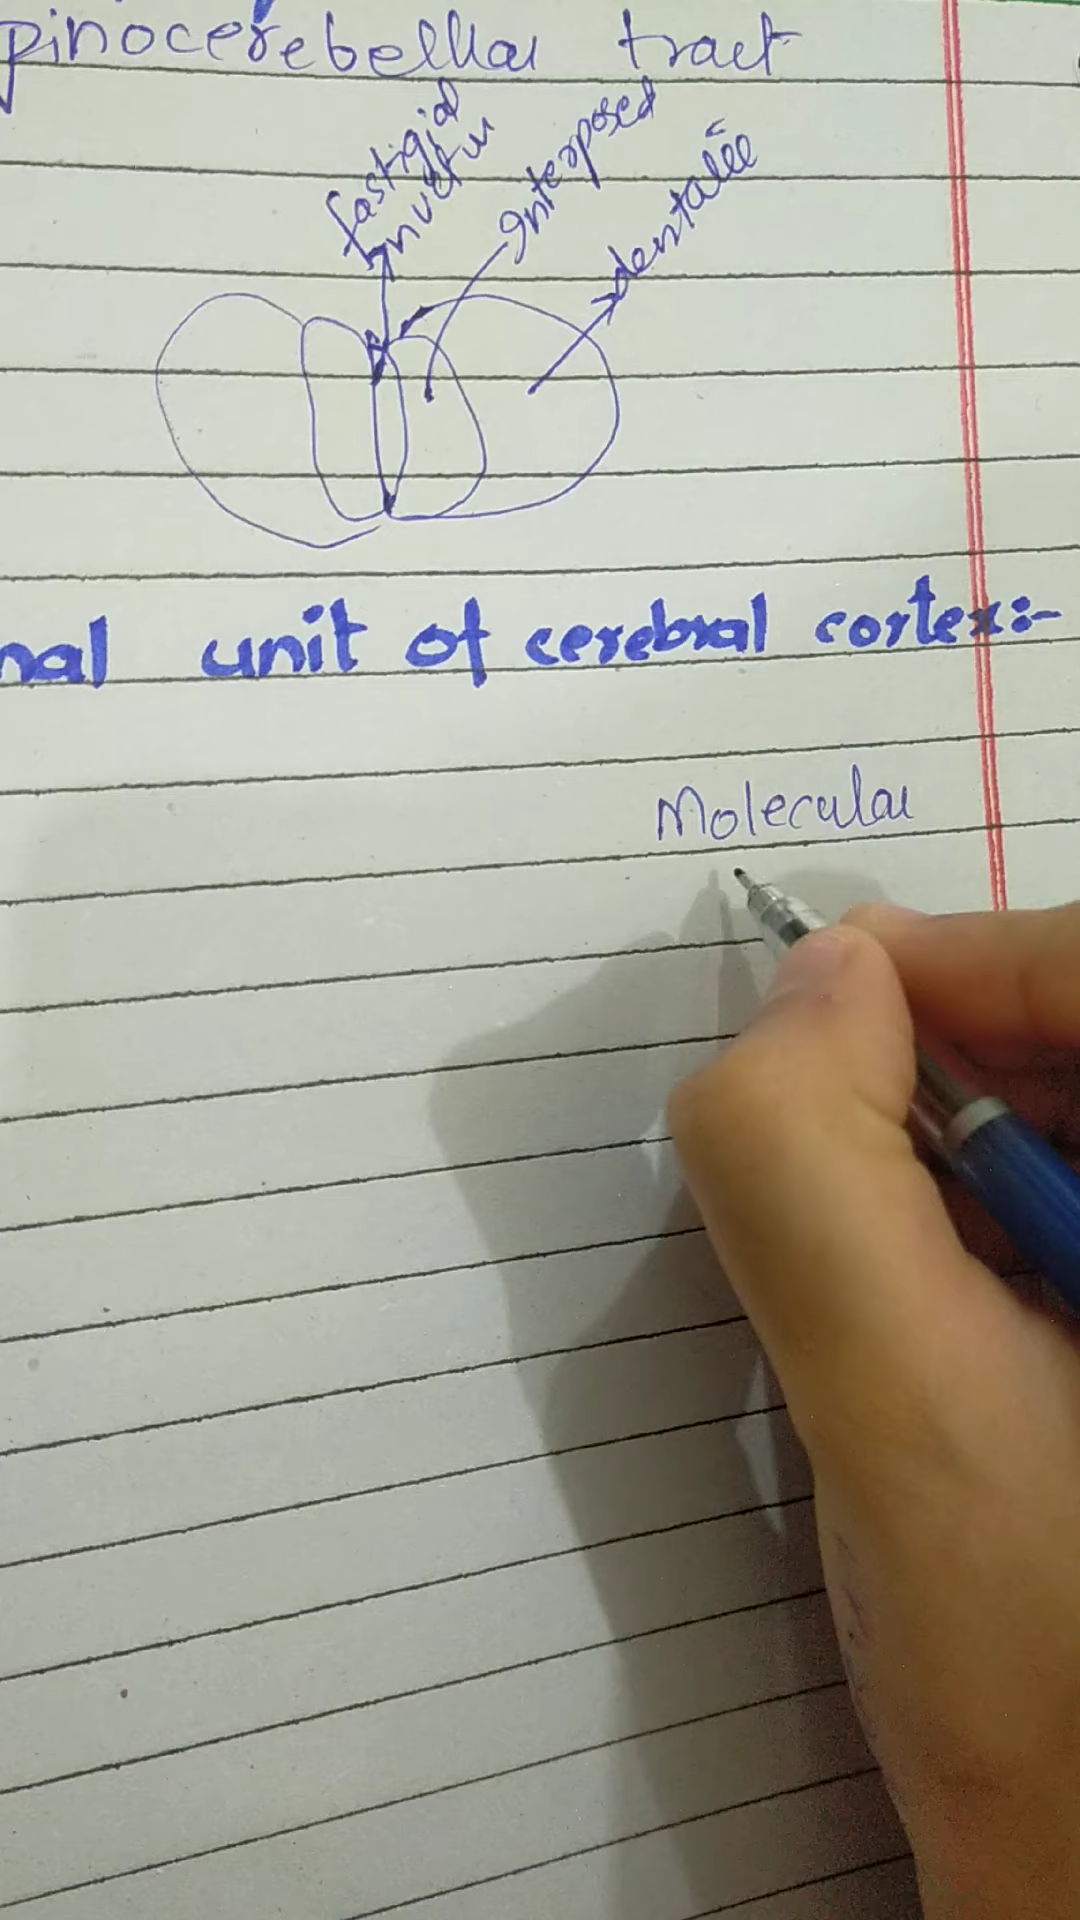 pinocerebellar tract
fastigial
nucleus
Interposed
dentate
nal unit of cerebral cortex:-
Molecular